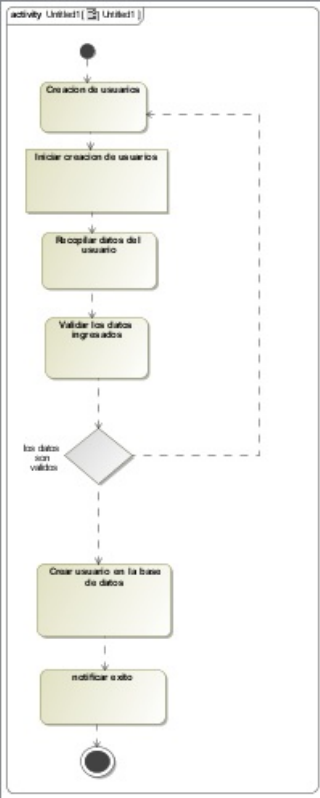 activity Untitled1[ Untitled1 ]
Creacion de usuarios
Iniciar creacion de usuarios
Recopilar datos del
usuario
Validar los datos
ingresados
los datos
son
validos
Crear usuario en la base
de datos
notificar exito